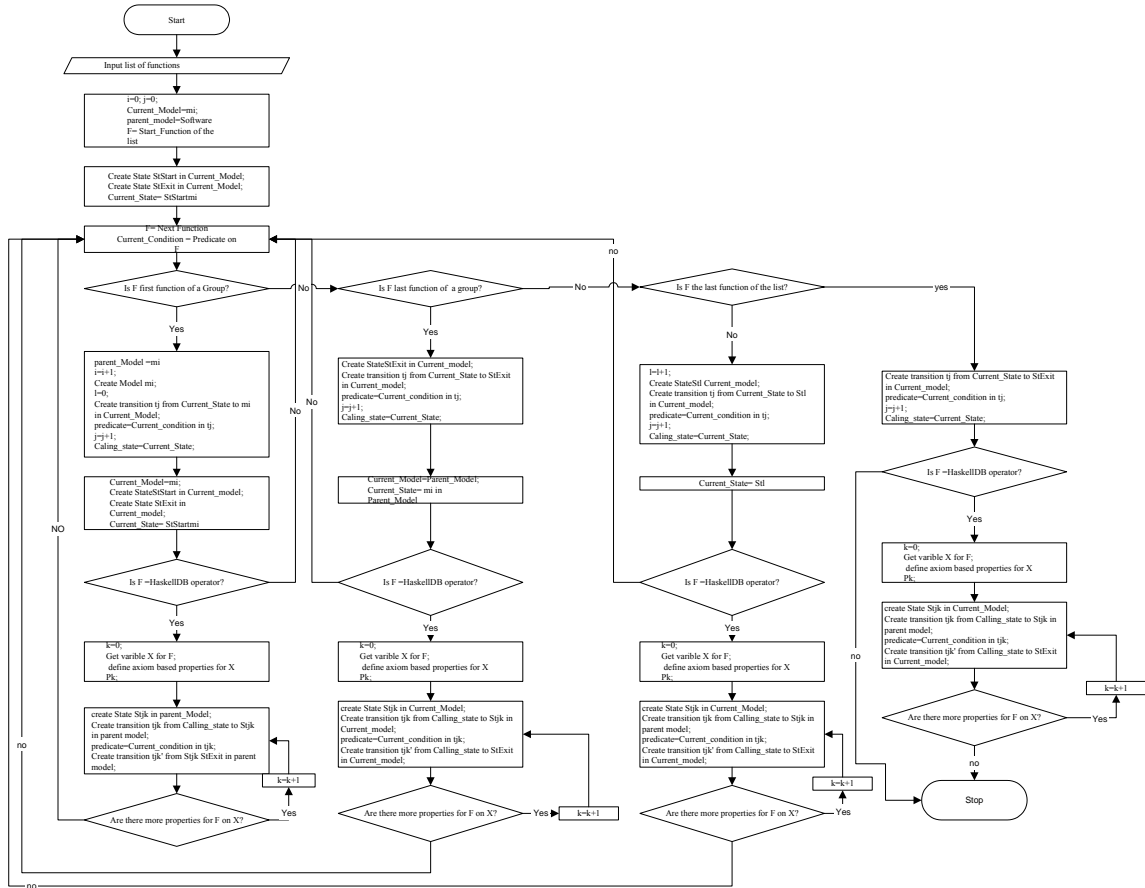 Start
Input list of functions
i=0; j=0;
Current_Model=mi;
parent_model=Software
F= Start_Function of the
list
Create State StStart in Current_Model;
Create State StExit in Current_Model;
Current_State= StStartmi
F= Next Function
Current_Condition = Predicate on
F
Is F first function of a Group?
No
Is F last function of a group?
No
Is F the last function of the list?
yes
no
Yes
parent_Model =mi
i=i+1;
Create Model mi;
l=0;
Create transition tj from Current_State to mi
in Current_Model;
predicate=Current_condition in tj;
j=j+1;
Caling_state=Current_State;
Current_Model=mi;
Create StateStStart in Current_model;
Create State StExit in
Current_model;
Current_State= StStartmi
Is F =HaskellDB operator?
No
Yes
k=0;
Get varible X for F;
define axiom based properties for X
Pk;
create State Stjk in parent_Model;
Create transition tjk from Calling_state to Stjk
in parent model;
predicate=Current_condition in tjk;
Create transition tjk' from Stjk StExit in parent
model;
k=k+1
Yes
Are there more properties for F on X?
NO
Yes
Create StateStExit in Current_model;
Create transition tj from Current_State to StExit
in Current_model;
predicate=Current_condition in tj;
j=j+1;
Caling_state=Current_State;
Current_Model=Parent_Model;
Current_State= mi in
Parent_Model
Is F =HaskellDB operator?
No
Yes
k=0;
Get varible X for F;
define axiom based properties for X
Pk;
create State Stjk in Current_Model;
Create transition tjk from Calling_state to Stjk in
Current_model;
predicate=Current_condition in tjk;
Create transition tjk' from Calling_state to StExit
in Current_model;
Are there more properties for F on X?
Yes
k=k+1
no
No
l=l+1;
Create StateStl Current_model;
Create transition tj from Current_State to Stl
in Current_model;
predicate=Current_condition in tj;
j=j+1;
Caling_state=Current_State;
Current_State= Stl
Is F =HaskellDB operator?
Yes
k=0;
Get varible X for F;
define axiom based properties for X
Pk;
create State Stjk in Current_Model;
Create transition tjk from Calling_state to Stjk in
parent model;
predicate=Current_condition in tjk;
Create transition tjk' from Calling_state to StExit
in Current_model;
k=k+1
Yes
Are there more properties for F on X?
no
Create transition tj from Current_State to StExit
in Current_model;
predicate=Current_condition in tj;
j=j+1;
Caling_state=Current_State;
Is F =HaskellDB operator?
Yes
k=0;
Get varible X for F;
define axiom based properties for X
Pk;
create State Stjk in Current_Model;
Create transition tjk from Calling_state to Stjk in
parent model;
predicate=Current_condition in tjk;
Create transition tjk' from Calling_state to StExit
in Current_model;
no
k=k+1
Are there more properties for F on X?
Yes
no
Stop